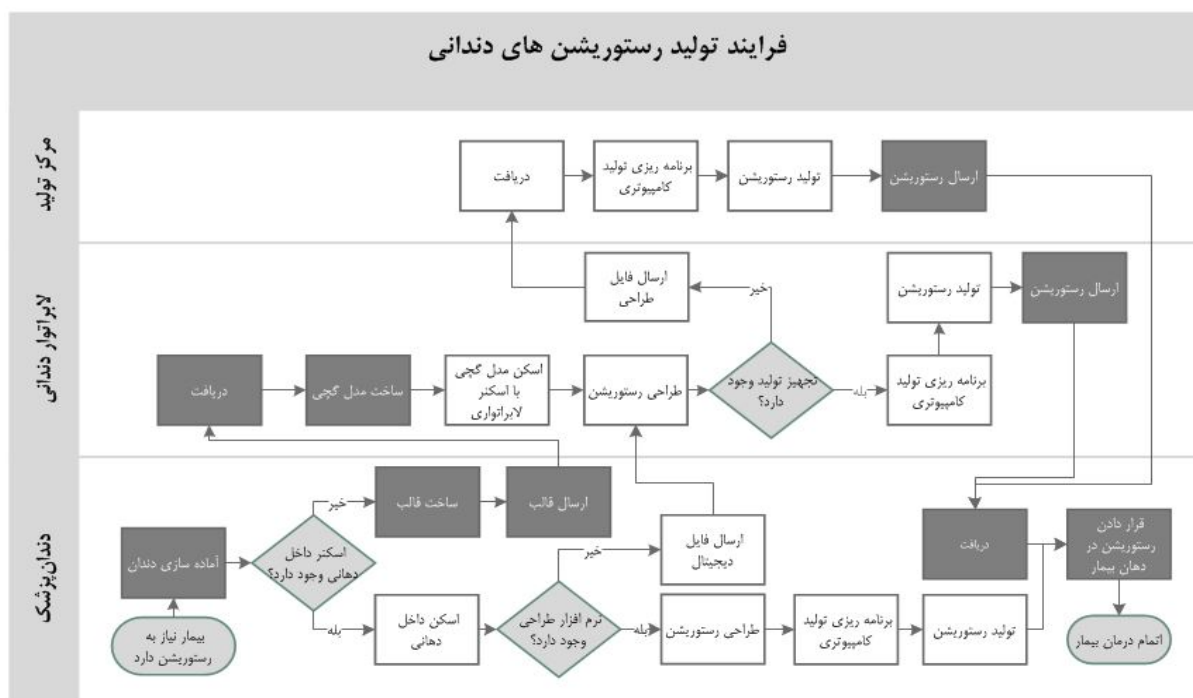 فرایند تولید رستوریشن های دندانی
مرکز تولید
دریافت
برنامه ریزی تولید
کامپیوتری
تولید رستوریشن
ارسال رستوریشن
لابراتوار دندانی
ارسال فایل
طراحی
خیر
تولید رستوریشن
ارسال رستوریشن
دریافت
ساخت مدل گچی
اسکن مدل گچی
با اسکنر
لابراتواری
طراحی رستوریشن
تجهیز تولید وجود
دارد؟
بله
برنامه ریزی تولید
کامپیوتری
دندان‌پزشک
آماده سازی دندان
بیمار نیاز به
رستوریشن دارد
اسکنر داخل
دهانی وجود دارد؟
خیر
ساخت قالب
ارسال قالب
بله
اسکن داخل
دهانی
نرم افزار طراحی
وجود دارد؟
خیر
ارسال فایل
دیجیتال
بله
طراحی رستوریشن
برنامه ریزی تولید
کامپیوتری
تولید رستوریشن
دریافت
قرار دادن
رستوریشن در
دهان بیمار
اتمام درمان بیمار